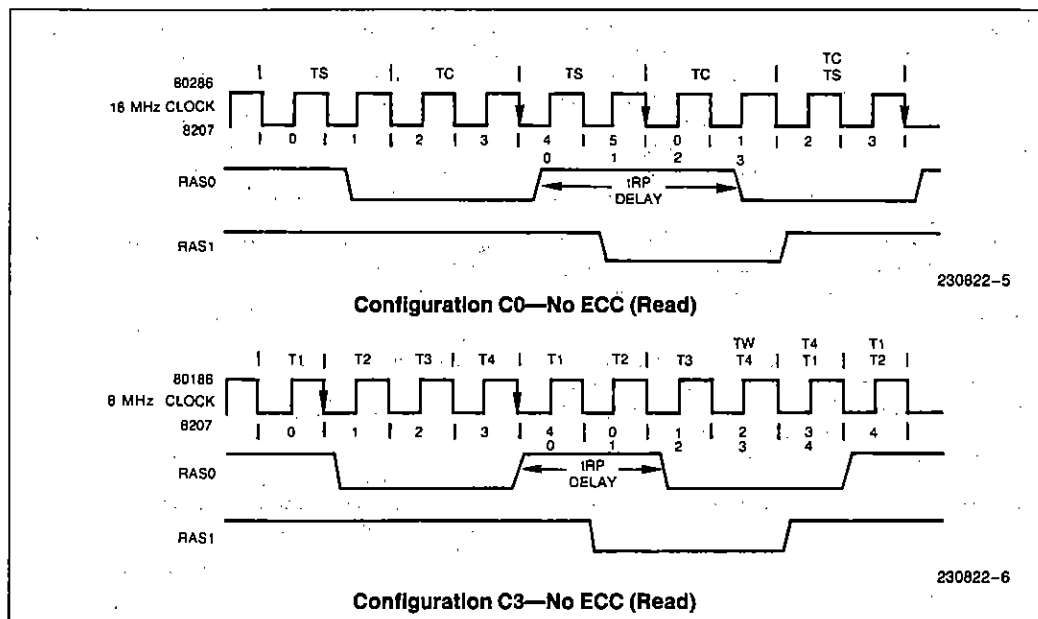 TC
TS TC TS TC TS
80286
16 MHz CLOCK
8207
0 1 2 3 4 5 0 1 2 3
0 1 2 3
RAS0
tRP
DELAY
RAS1
230822-5
Configuration C0—No ECC (Read)
TW T4 T1
T1 T2 T3 T4 T1 T2 T3 T4 T1 T2
80186
8 MHz CLOCK
8207
0 1 2 3 4 0 1 2 3 4
0 1 2 3 4
RAS0
tRP
DELAY
RAS1
230822-6
Configuration C3—No ECC (Read)